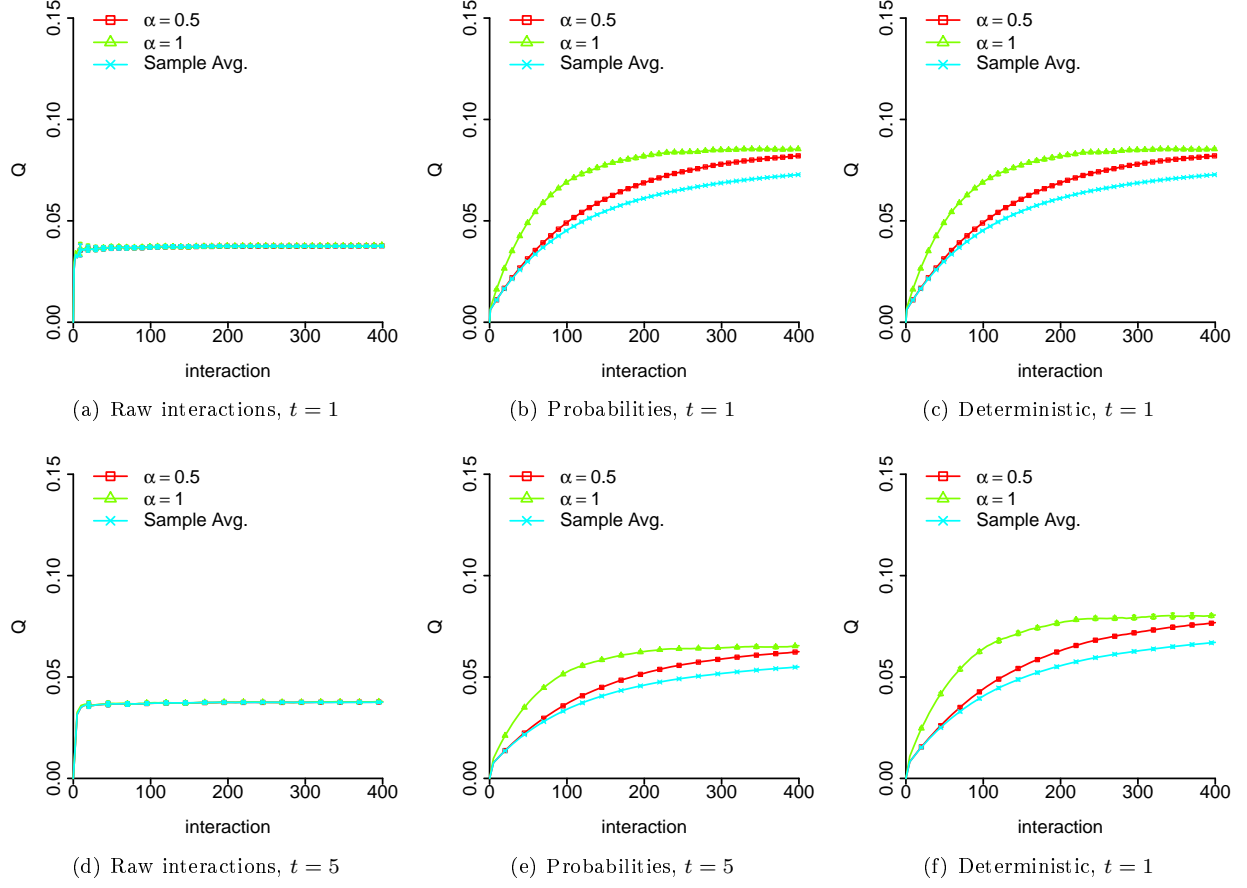 α = 0.5
α = 1
Sample Avg.
0.00 0.05 0.10 0.15
Q
0 100 200 300 400
interaction
(a) Raw interactions, t = 1
α = 0.5
α = 1
Sample Avg.
0.00 0.05 0.10 0.15
Q
0 100 200 300 400
interaction
(b) Probabilities, t = 1
α = 0.5
α = 1
Sample Avg.
0.00 0.05 0.10 0.15
Q
0 100 200 300 400
interaction
(c) Deterministic, t = 1
α = 0.5
α = 1
Sample Avg.
0.00 0.05 0.10 0.15
Q
0 100 200 300 400
interaction
(d) Raw interactions, t = 5
α = 0.5
α = 1
Sample Avg.
0.00 0.05 0.10 0.15
Q
0 100 200 300 400
interaction
(e) Probabilities, t = 5
α = 0.5
α = 1
Sample Avg.
0.00 0.05 0.10 0.15
Q
0 100 200 300 400
interaction
(f) Deterministic, t = 1